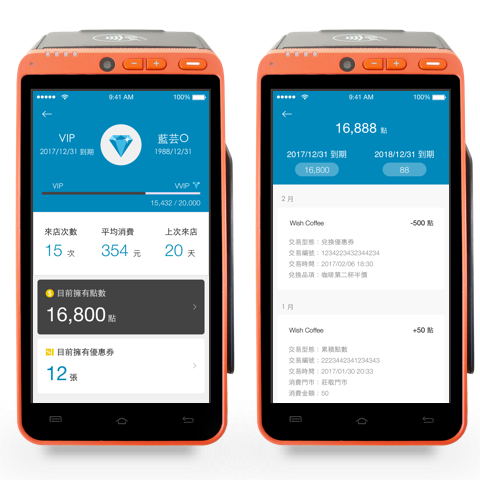 9:41 AM
100%
VIP
2017/12/31 到期
藍芸O
1988/12/31
VIP
VVIP
15,432 / 20,000
來店次數
15 次
平均消費
354 元
上次來店
20 天
目前擁有點數
16,800 點
目前擁有優惠券
12 張
9:41 AM
100%
16,888 點
2017/12/31 到期
16,800
2018/12/31 到期
88
2 月
Wish Coffee
-500 點
交易型態：兌換優惠券
交易編號：1234223432344234
交易時間：2017/02/06 18:30
兌換品項：咖啡第二杯半價
1 月
Wish Coffee
+50 點
交易型態：累積點數
交易編號：2223442341234343
交易時間：2017/01/30 20:33
消費門市：莊敬門市
消費金額：50